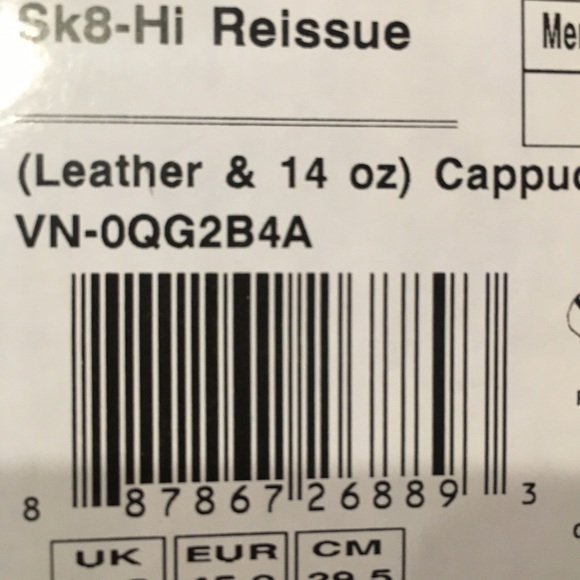 Sk8-Hi Reissue
(Leather & 14 oz)
VN-0QG2B4A
8 87867 26889 3
UK EUR CM